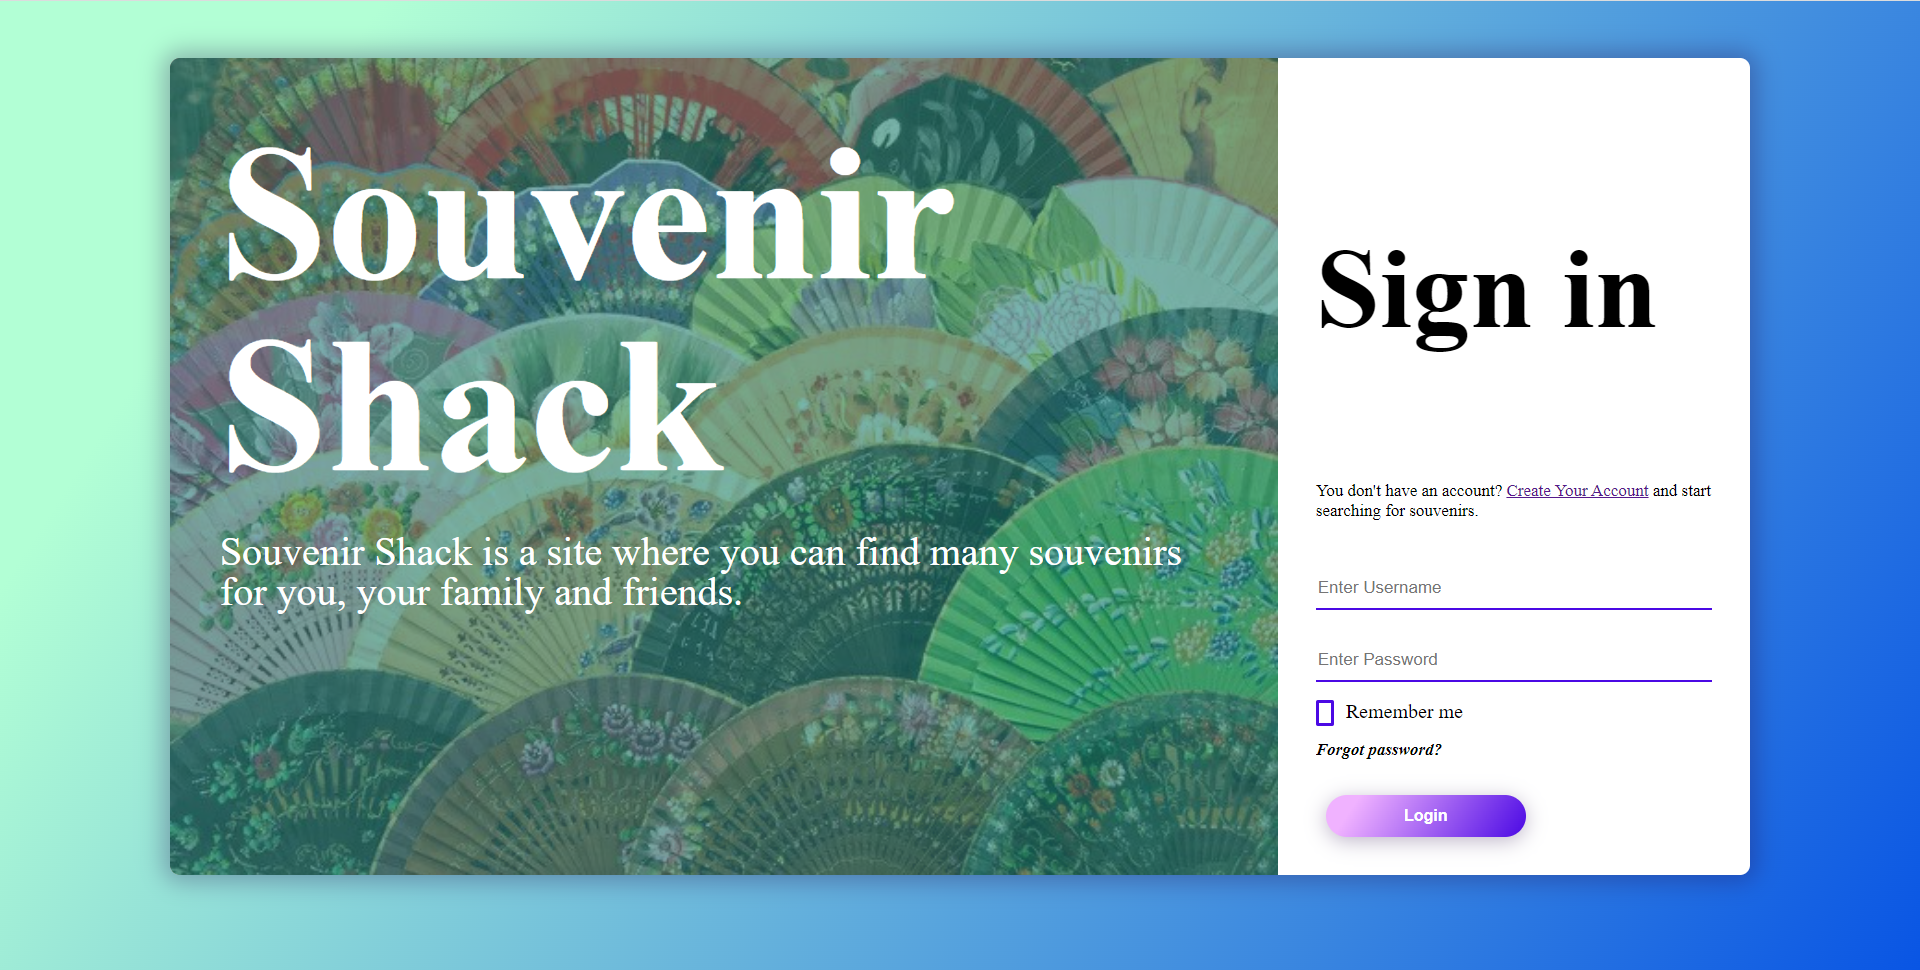 Souvenir
Shack
Souvenir Shack is a site where you can find many souvenirs
for you, your family and friends.
Sign in
You don't have an account? Create Your Account and start
searching for souvenirs.
Enter Username
Enter Password
Remember me
Forgot password?
Login